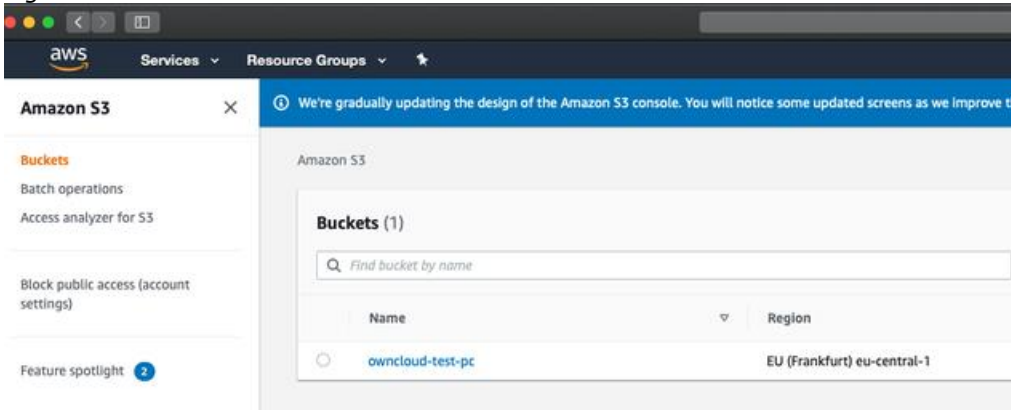 aws
Services
Resource Groups
Amazon S3
We're gradually updating the design of the Amazon S3 console. You will notice some updated screens as we improve
Buckets
Batch operations
Access analyzer for S3
Block public access (account
settings)
Feature spotlight 2
Amazon S3
Buckets (1)
Find bucket by name
Name Region
owncloud-test-pc EU (Frankfurt) eu-central-1